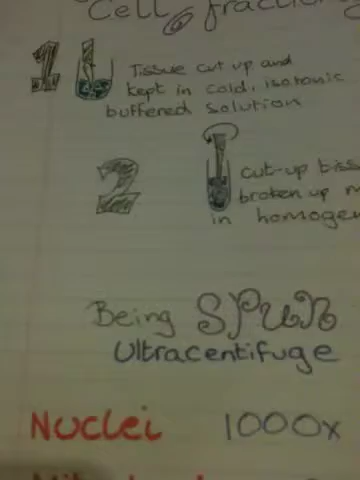 Cell
1 Tissue cut up and
kept in cold, isotonic
buffered solution
2 cut-up
broken up
in
Being SPUN
Ultracentifuge
Nuclei 1000x